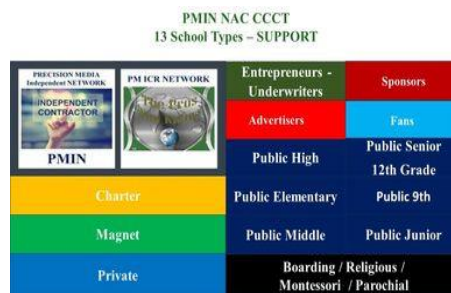 PMIN NAC CCCT
13 School Types – SUPPORT
PRECISION MEDIA
Independent NETWORK
INDEPENDENT
CONTRACTOR
PMIN
PM ICR NETWORK
Entrepreneurs -
Underwriters
Sponsors
Advertisers
Fans
Public High
Public Senior
12th Grade
Charter
Public Elementary
Public 9th
Magnet
Public Middle
Public Junior
Private
Boarding / Religious /
Montessori / Parochial